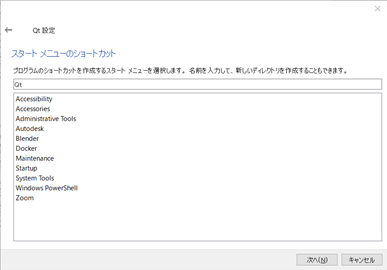 Qt 設定
スタート メニューのショートカット
プログラムのショートカットを作成するスタート メニューを選択します。 名前を入力して、新しいディレクトリを作成することもできます。
Qt
Accessibility
Accessories
Administrative Tools
Autodesk
Blender
Docker
Maintenance
Startup
System Tools
Windows PowerShell
Zoom
次へ(N)
キャンセル